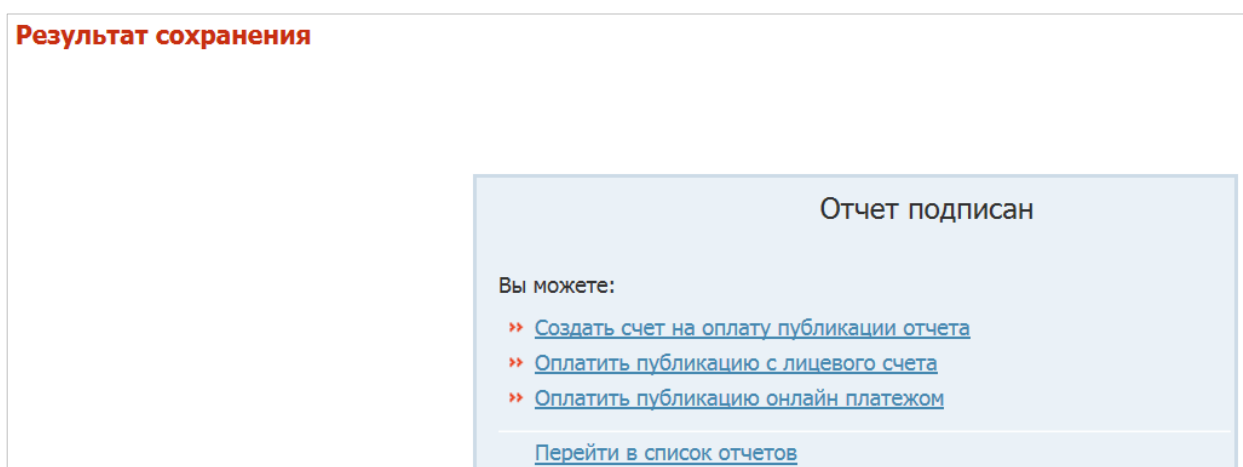 Результат сохранения
Отчет подписан
Вы можете:
Создать счет на оплату публикации отчета
Оплатить публикацию с лицевого счета
Оплатить публикацию онлайн платежом
Перейти в список отчетов